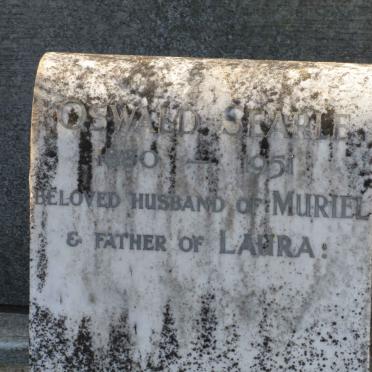 Oswald Searle
— 1951
Beloved Husband of Muriel
& Father of Laura: